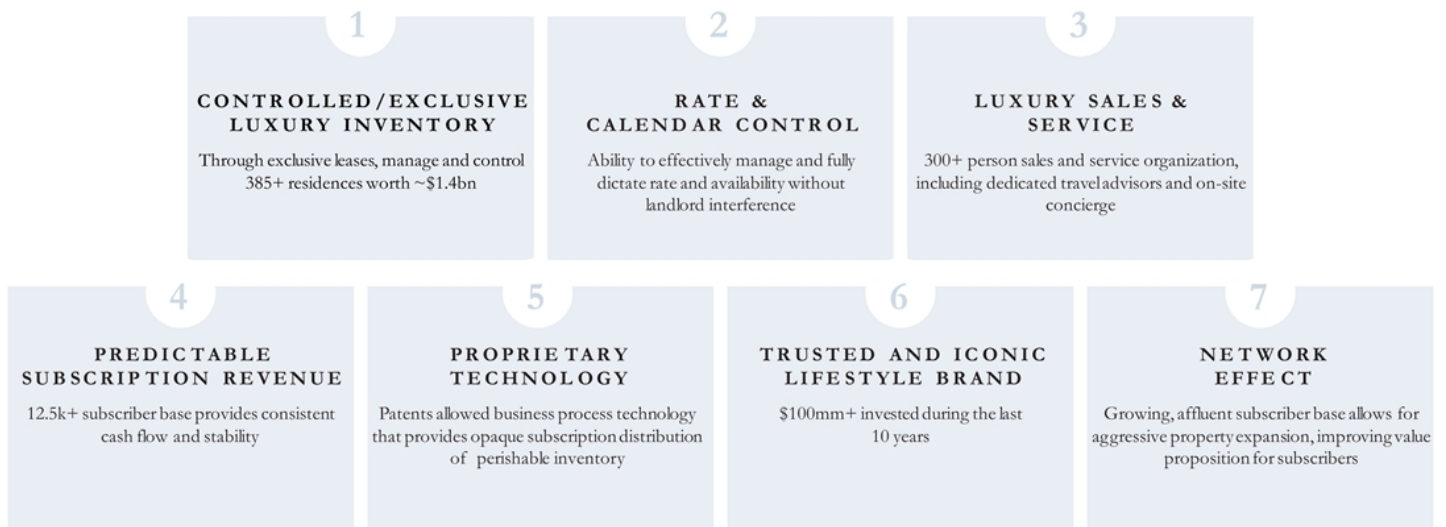 1
CONTROLLED/EXCLUSIVE
LUXURY INVENTORY
Through exclusive leases, manage and control
385+ residences worth ~$1.4bn
2
RATE &
CALENDAR CONTROL
Ability to effectively manage and fully
dictate rate and availability without
landlord interference
3
LUXURY SALES &
SERVICE
300+ person sales and service organization,
including dedicated travel advisors and on-site
concierge
4
PREDICTABLE
SUBSCRIPTION REVENUE
12.5k+ subscriber base provides consistent
cash flow and stability
5
PROPRIETARY
TECHNOLOGY
Patents allowed business process technology
that provides opaque subscription distribution
of perishable inventory
6
TRUSTED AND ICONIC
LIFESTYLE BRAND
$100mm+ invested during the last
10 years
7
NETWORK
EFFECT
Growing, affluent subscriber base allows for
aggressive property expansion, improving value
proposition for subscribers